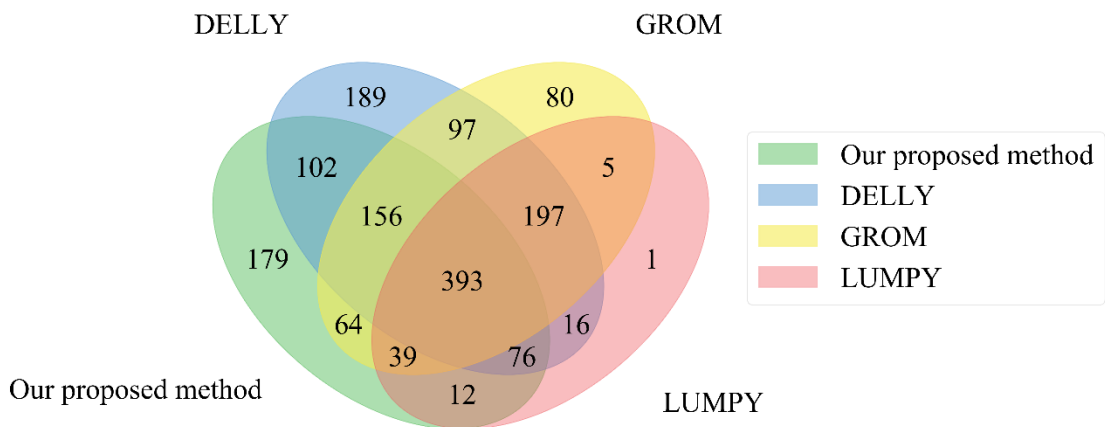 DELLY
GROM
189
80
97
102
5
156
197
179
393
1
64
16
39
76
12
Our proposed method
LUMPY
Our proposed method
DELLY
GROM
LUMPY